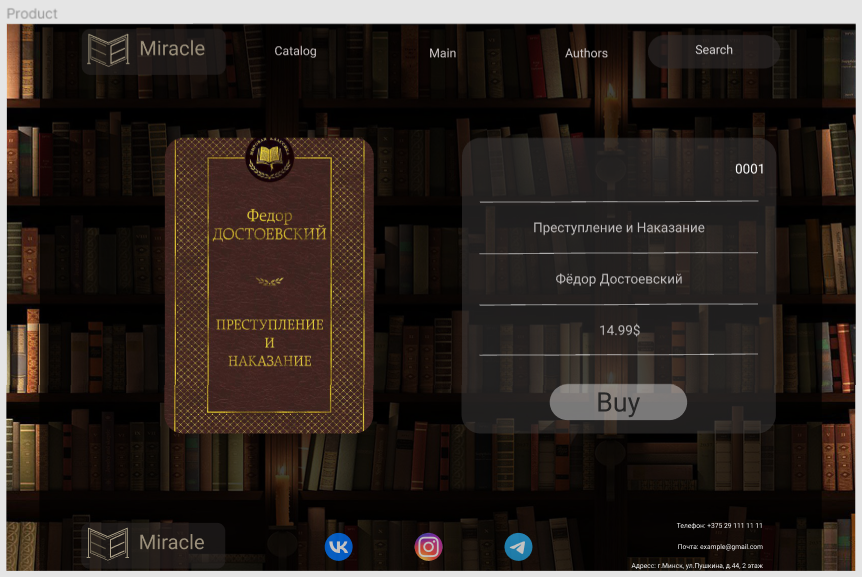 Product
Miracle
Catalog
Main
Authors
Search
0001
Федор
ДОСТОЕВСКИЙ
ПРЕСТУПЛЕНИЕ
И
НАКАЗАНИЕ
Преступление и Наказание
Фёдор Достоевский
14.99$
Buy
Miracle
Телефон: +375 29 111 11 11
Почта: example@gmail.com
Адресс: г.Минск, ул.Пушкина, д.44, 2 этаж